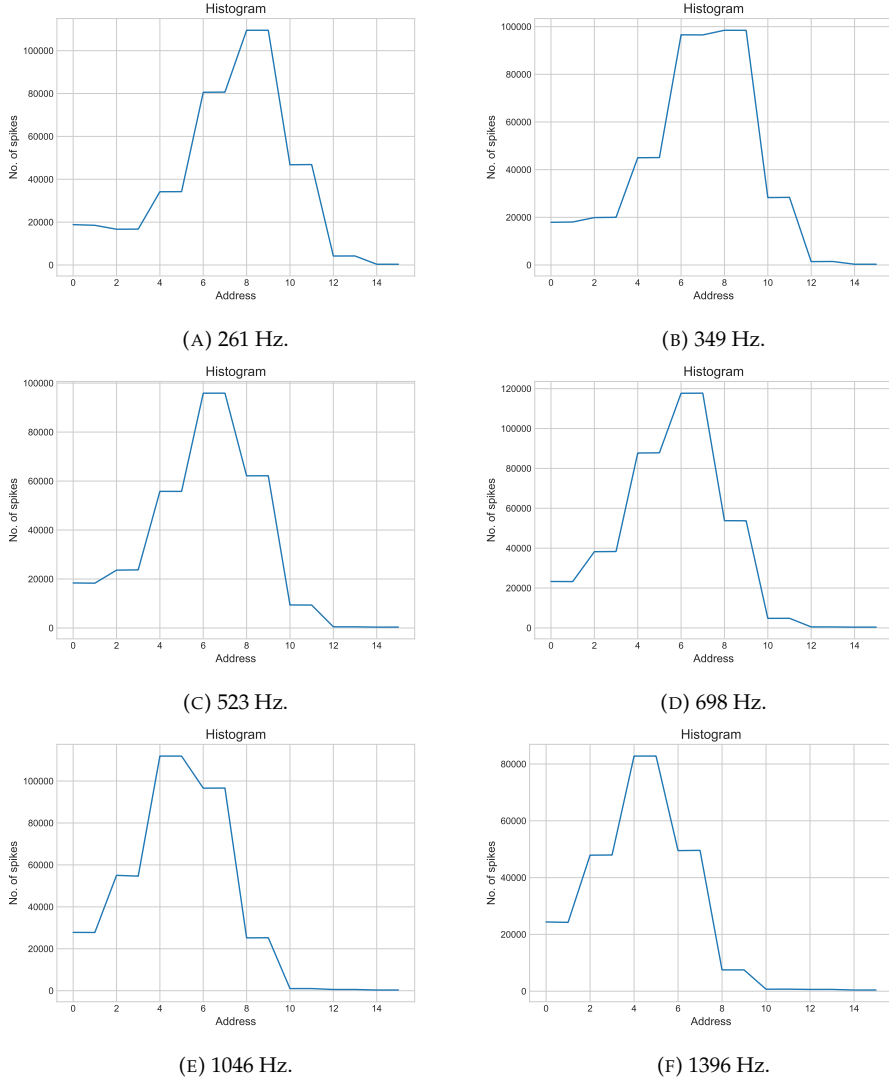 Histogram
No. of spikes
100000
80000
60000
40000
20000
0
0 2 4 6 8 10 12 14
Address
(A) 261 Hz.
Histogram
No. of spikes
100000
80000
60000
40000
20000
0
0 2 4 6 8 10 12 14
Address
(B) 349 Hz.
Histogram
No. of spikes
100000
80000
60000
40000
20000
0
0 2 4 6 8 10 12 14
Address
(C) 523 Hz.
Histogram
No. of spikes
120000
100000
80000
60000
40000
20000
0
0 2 4 6 8 10 12 14
Address
(D) 698 Hz.
Histogram
No. of spikes
100000
80000
60000
40000
20000
0
0 2 4 6 8 10 12 14
Address
(E) 1046 Hz.
Histogram
No. of spikes
80000
60000
40000
20000
0
0 2 4 6 8 10 12 14
Address
(F) 1396 Hz.